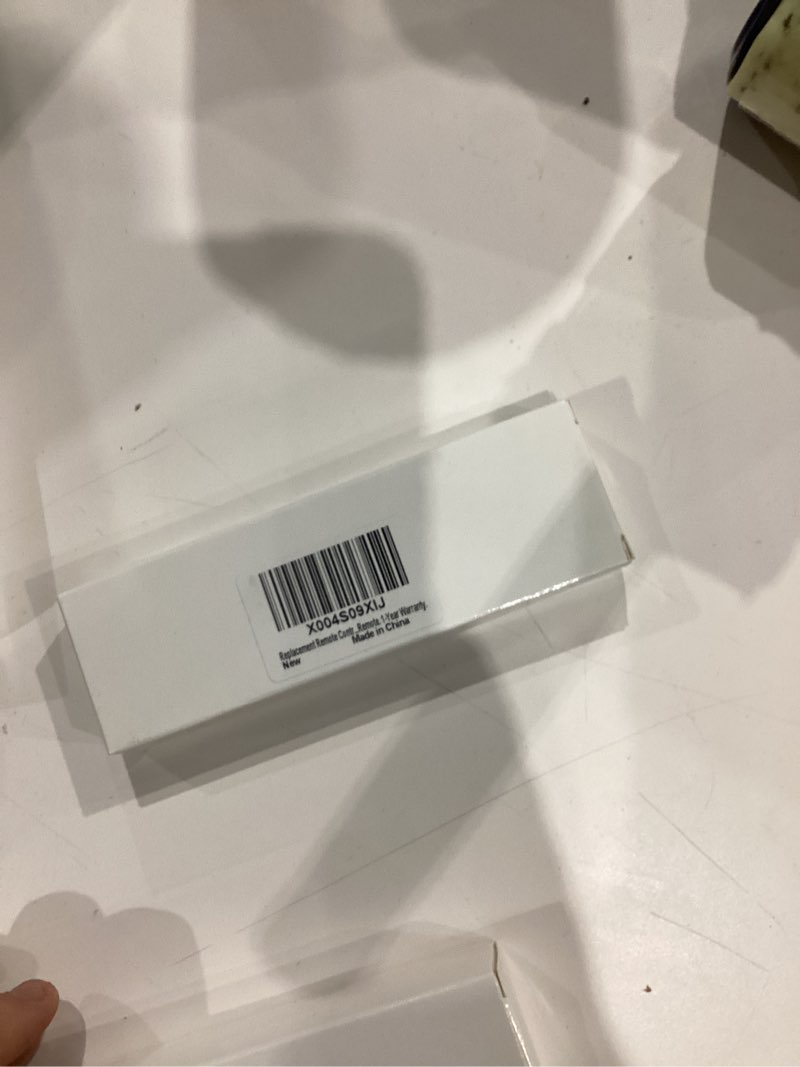 X004S09XIJ
Replacement Remote Contr...Remote,1-Year Warranty.
New
Made in China